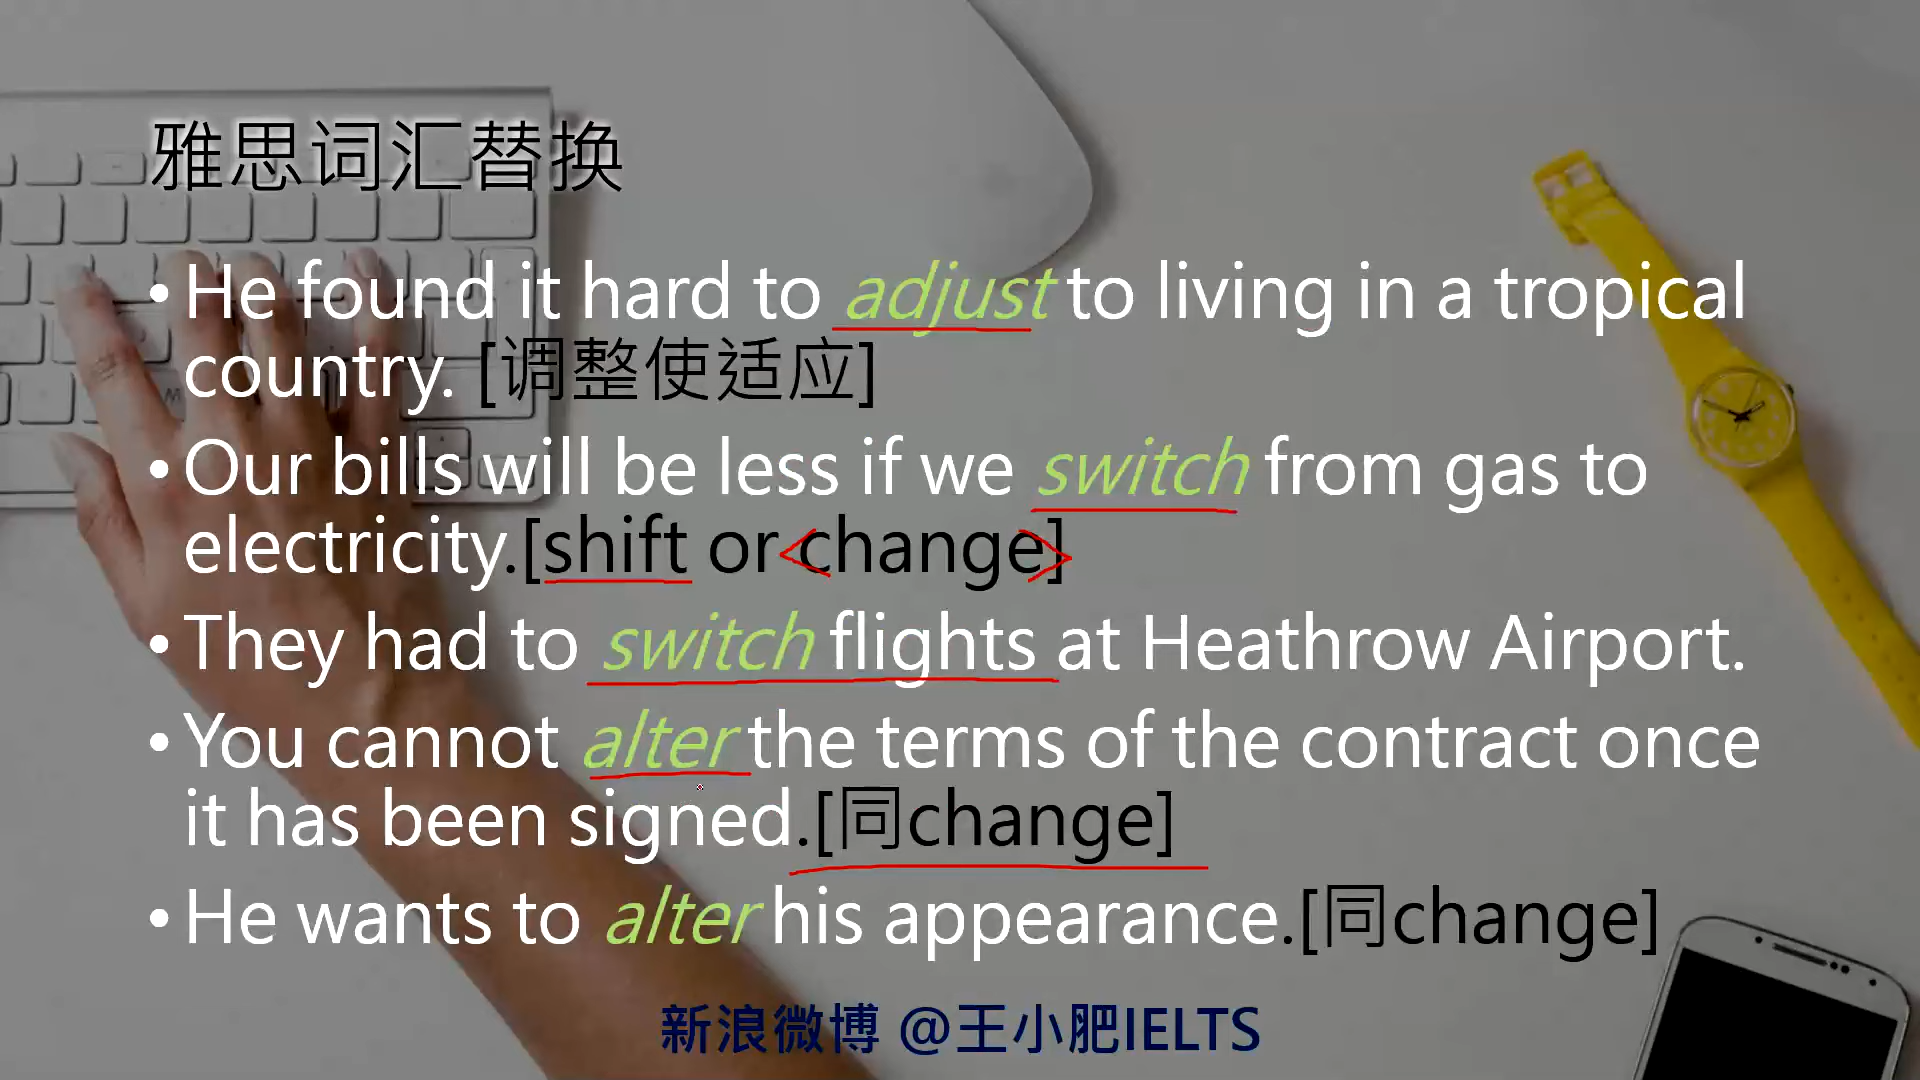 雅思词汇替换
•He found it hard to adjust to living in a tropical
country. [调整使适应]
•Our bills will be less if we switch from gas to
electricity.[shift or change]
•They had to switch flights at Heathrow Airport.
•You cannot alter the terms of the contract once
it has been signed.[同change]
•He wants to alter his appearance.[同change]
新浪微博 @王小肥IELTS